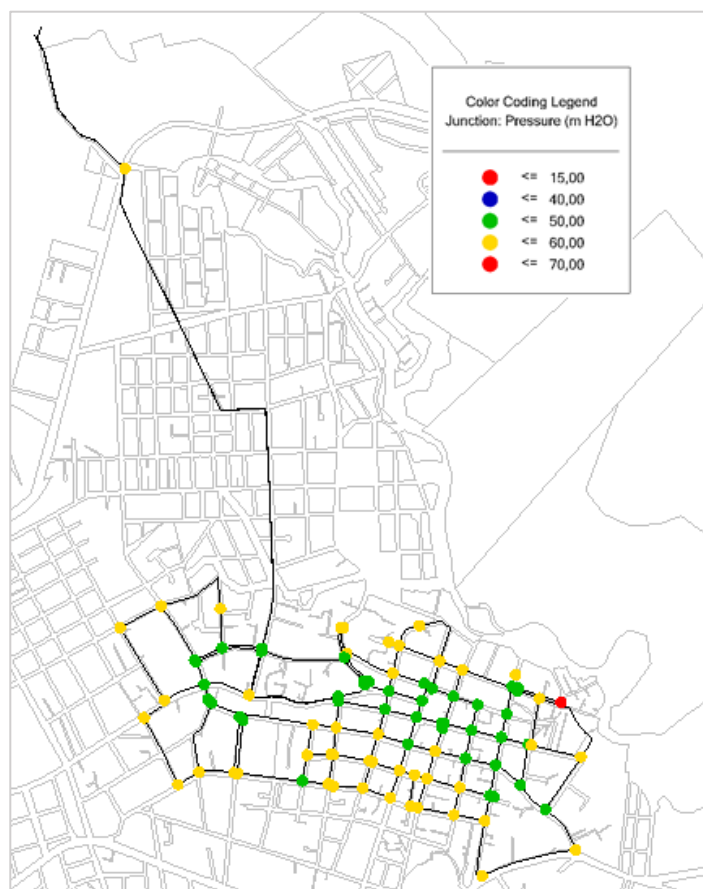 Color Coding Legend
Junction: Pressure (m H2O)
<= 15,00
<= 40,00
<= 50,00
<= 60,00
<= 70,00